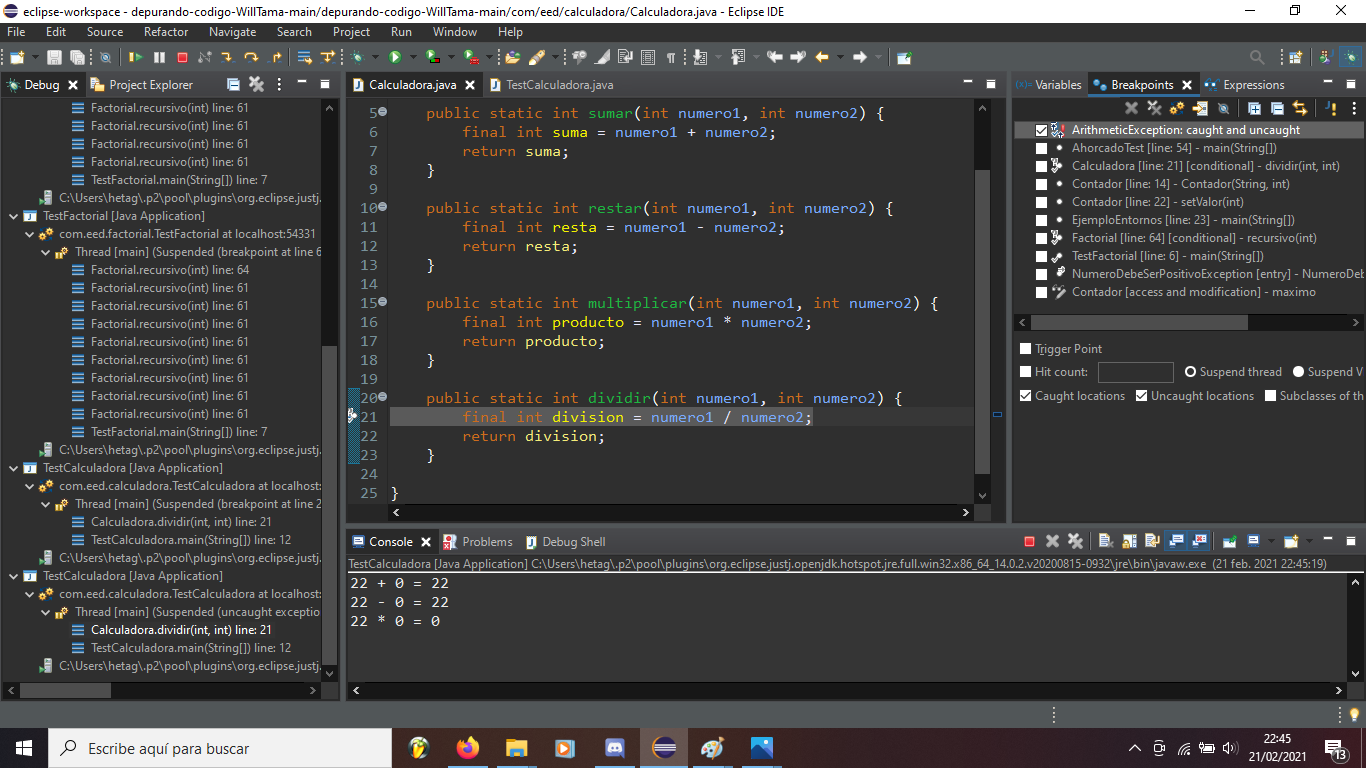 eclipse-workspace - depurando-codigo-WillTama-main/depurando-codigo-WillTama-main/com/eed/calculadora/Calculadora.java - Eclipse IDE
File Edit Source Refactor Navigate Search Project Run Window Help
Debug Project Explorer
Factorial.recursivo(int) line: 61
Factorial.recursivo(int) line: 61
Factorial.recursivo(int) line: 61
Factorial.recursivo(int) line: 61
TestFactorial.main(String[]) line: 7
C:\Users\hetag\.p2\pool\plugins\org.eclipse.justj.
TestFactorial [Java Application]
com.eed.factorial.TestFactorial at localhost:54331
Thread [main] (Suspended (breakpoint at line 6
Factorial.recursivo(int) line: 64
Factorial.recursivo(int) line: 61
Factorial.recursivo(int) line: 61
Factorial.recursivo(int) line: 61
Factorial.recursivo(int) line: 61
Factorial.recursivo(int) line: 61
Factorial.recursivo(int) line: 61
Factorial.recursivo(int) line: 61
Factorial.recursivo(int) line: 61
TestFactorial.main(String[]) line: 7
C:\Users\hetag\.p2\pool\plugins\org.eclipse.justj.
TestCalculadora [Java Application]
com.eed.calculadora.TestCalculadora at localhost:
Thread [main] (Suspended (breakpoint at line 2
Calculadora.dividir(int, int) line: 21
TestCalculadora.main(String[]) line: 12
C:\Users\hetag\.p2\pool\plugins\org.eclipse.justj.
TestCalculadora [Java Application]
com.eed.calculadora.TestCalculadora at localhost:
Thread [main] (Suspended (uncaught exceptio
Calculadora.dividir(int, int) line: 21
TestCalculadora.main(String[]) line: 12
C:\Users\hetag\.p2\pool\plugins\org.eclipse.justj.
Calculadora.java TestCalculadora.java
5 public static int sumar(int numero1, int numero2) {
6 final int suma = numero1 + numero2;
7 return suma;
8 }
9
10 public static int restar(int numero1, int numero2) {
11 final int resta = numero1 - numero2;
12 return resta;
13 }
14
15 public static int multiplicar(int numero1, int numero2) {
16 final int producto = numero1 * numero2;
17 return producto;
18 }
19
20 public static int dividir(int numero1, int numero2) {
21 final int division = numero1 / numero2;
22 return division;
23 }
24
25 }
Variables Breakpoints Expressions
ArithmeticException: caught and uncaught
AhorcadoTest [line: 54] - main(String[])
Calculadora [line: 21] [conditional] - dividir(int, int)
Contador [line: 14] - Contador(String, int)
Contador [line: 22] - setValor(int)
EjemploEntornos [line: 23] - main(String[])
Factorial [line: 64] [conditional] - recursivo(int)
TestFactorial [line: 6] - main(String[])
NumeroDebeSerPositivoException [entry] - NumeroDeb
Contador [access and modification] - maximo
Trigger Point
Hit count: Suspend thread Suspend V
Caught locations Uncaught locations Subclasses of th
Console Problems Debug Shell
TestCalculadora [Java Application] C:\Users\hetag\.p2\pool\plugins\org.eclipse.justj.openjdk.hotspot.jre.full.win32.x86_64_14.0.2.v20200815-0932\jre\bin\javaw.exe (21 feb. 2021 22:45:19)
22 + 0 = 22
22 - 0 = 22
22 * 0 = 0
Escribe aquí para buscar
22:45
21/02/2021
13